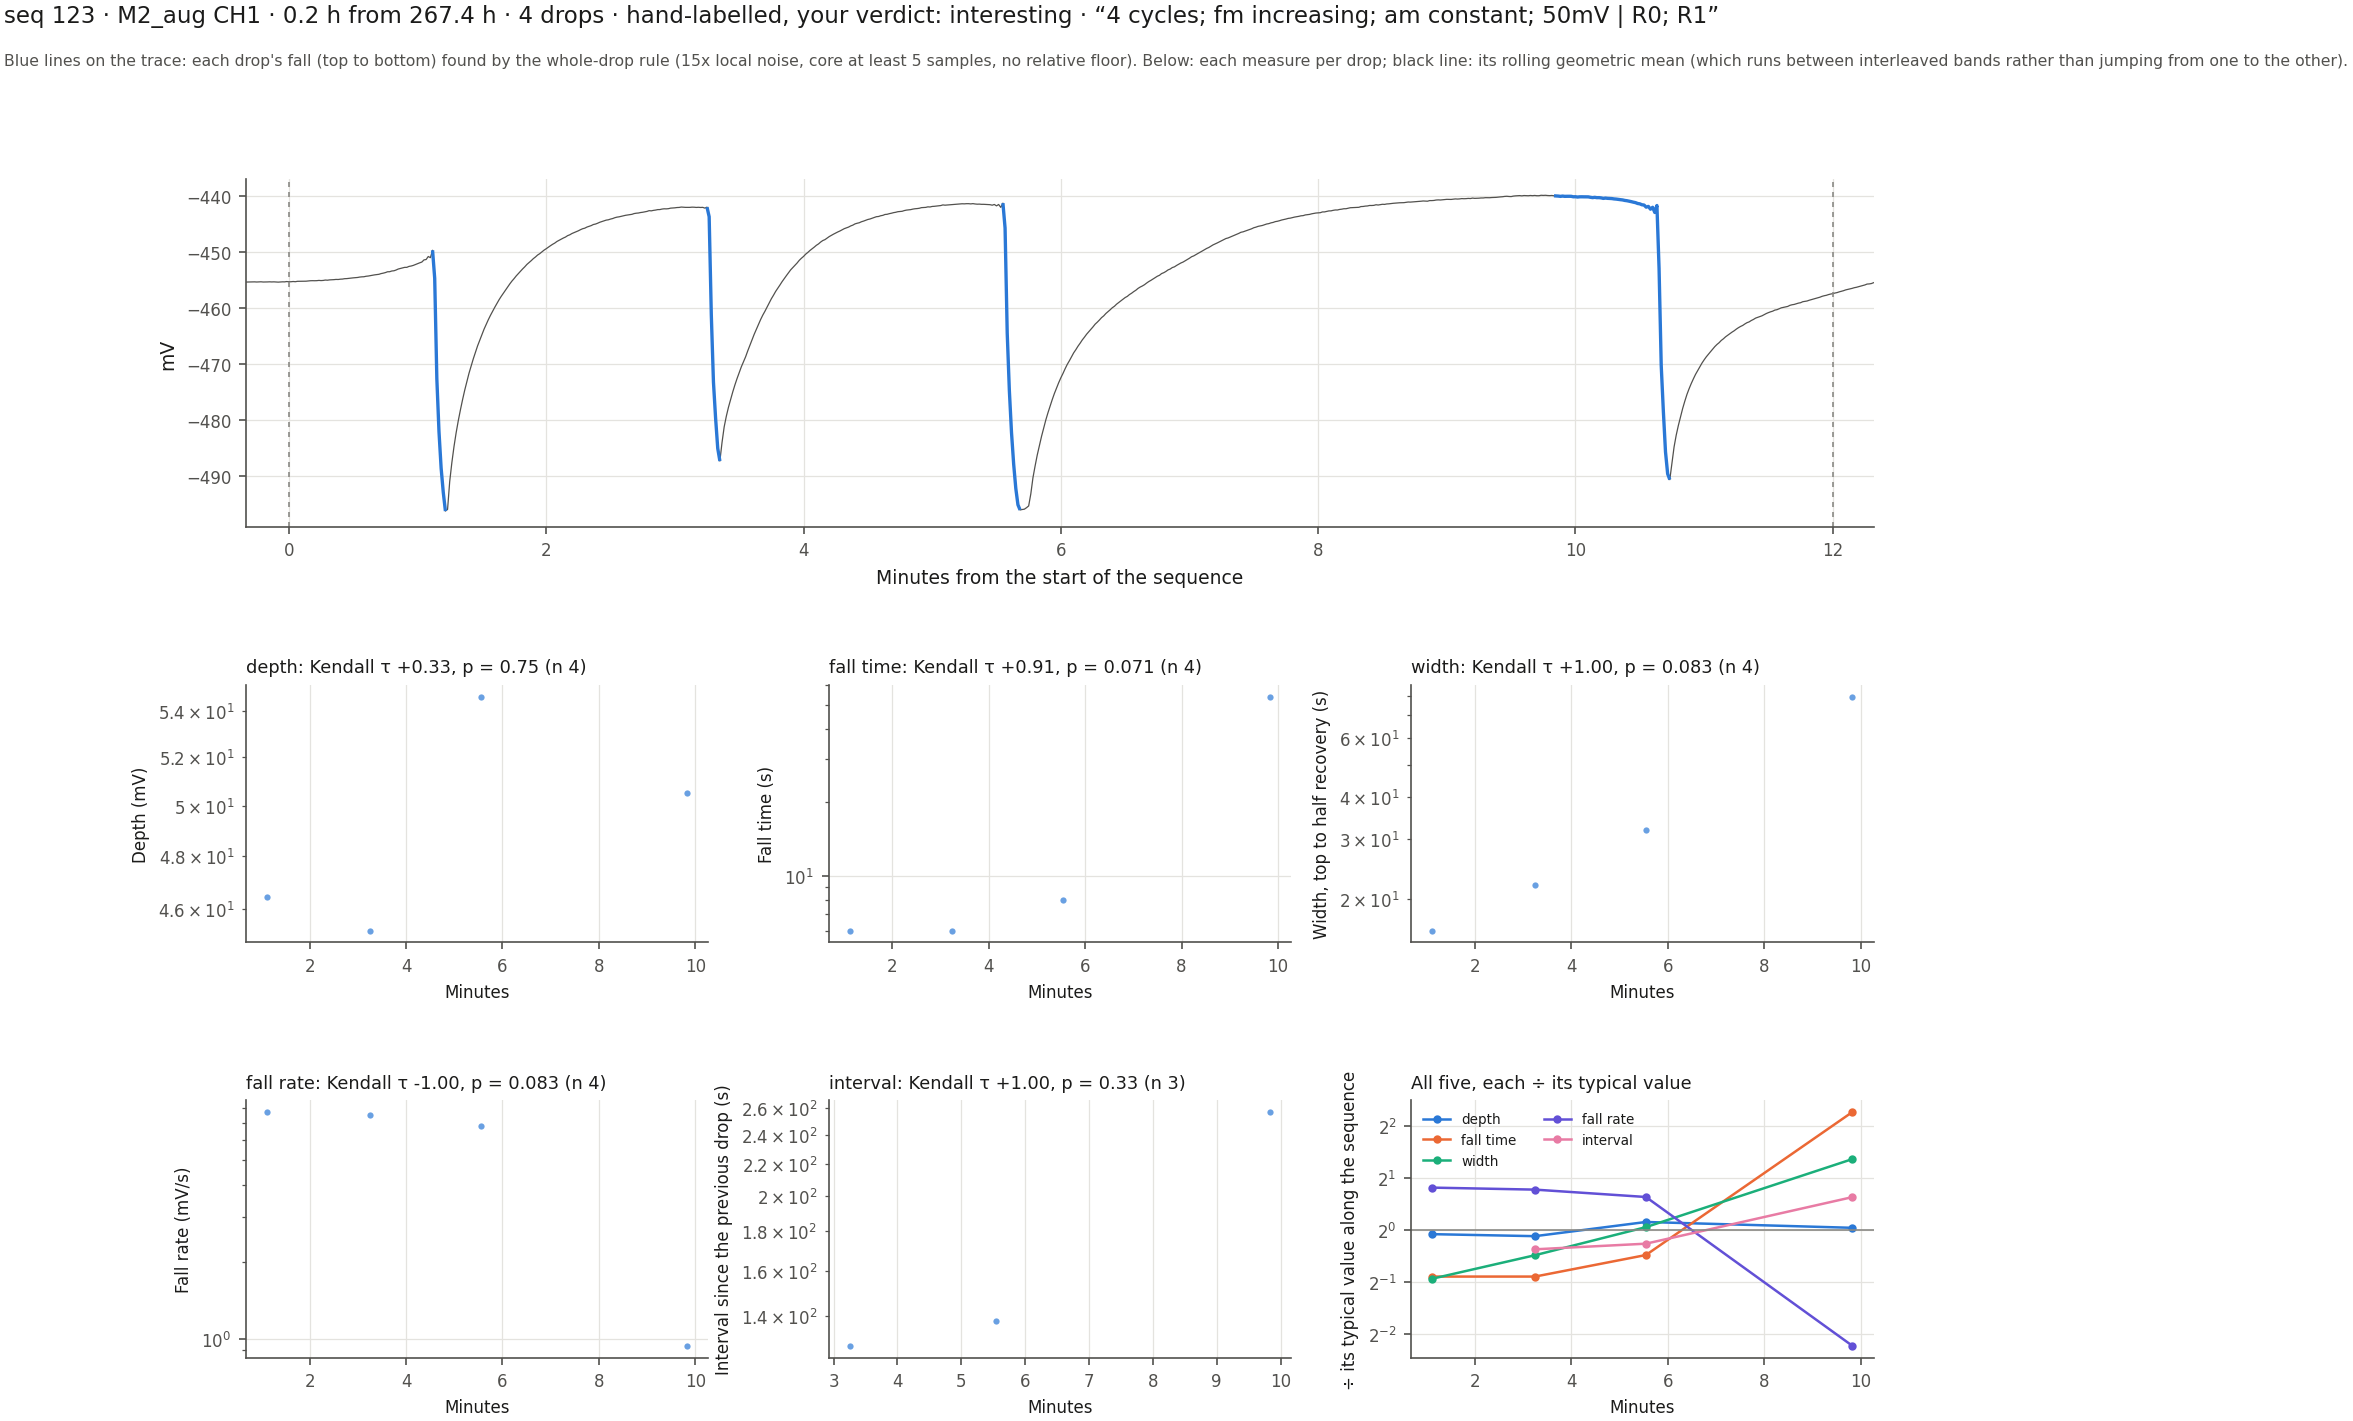 seq 123 · M2_aug CH1 · 0.2 h from 267.4 h · 4 drops · hand-labelled, your verdict: interesting · “4 cycles; fm increasing; am constant; 50mV | R0; R1”
Blue lines on the trace: each drop's fall (top to bottom) found by the whole-drop rule (15x local noise, core at least 5 samples, no relative floor). Below: each measure per drop; black line: its rolling geometric mean (which runs between interleaved bands rather than jumping from one to the other).
−440
−450
−460
−470
−480
−490
mV
0 2 4 6 8 10 12
Minutes from the start of the sequence
depth: Kendall τ +0.33, p = 0.75 (n 4)
5.4 × 10¹
5.2 × 10¹
5 × 10¹
4.8 × 10¹
4.6 × 10¹
Depth (mV)
2 4 6 8 10
Minutes
fall time: Kendall τ +0.91, p = 0.071 (n 4)
10¹
Fall time (s)
2 4 6 8 10
Minutes
width: Kendall τ +1.00, p = 0.083 (n 4)
6 × 10¹
4 × 10¹
3 × 10¹
2 × 10¹
Width, top to half recovery (s)
2 4 6 8 10
Minutes
fall rate: Kendall τ -1.00, p = 0.083 (n 4)
10⁰
Fall rate (mV/s)
2 4 6 8 10
Minutes
interval: Kendall τ +1.00, p = 0.33 (n 3)
2.6 × 10²
2.4 × 10²
2.2 × 10²
2 × 10²
1.8 × 10²
1.6 × 10²
1.4 × 10²
Interval since the previous drop (s)
3 4 5 6 7 8 9 10
Minutes
All five, each ÷ its typical value
depth
fall time
width
fall rate
interval
2²
2¹
2⁰
2⁻¹
2⁻²
÷ its typical value along the sequence
2 4 6 8 10
Minutes